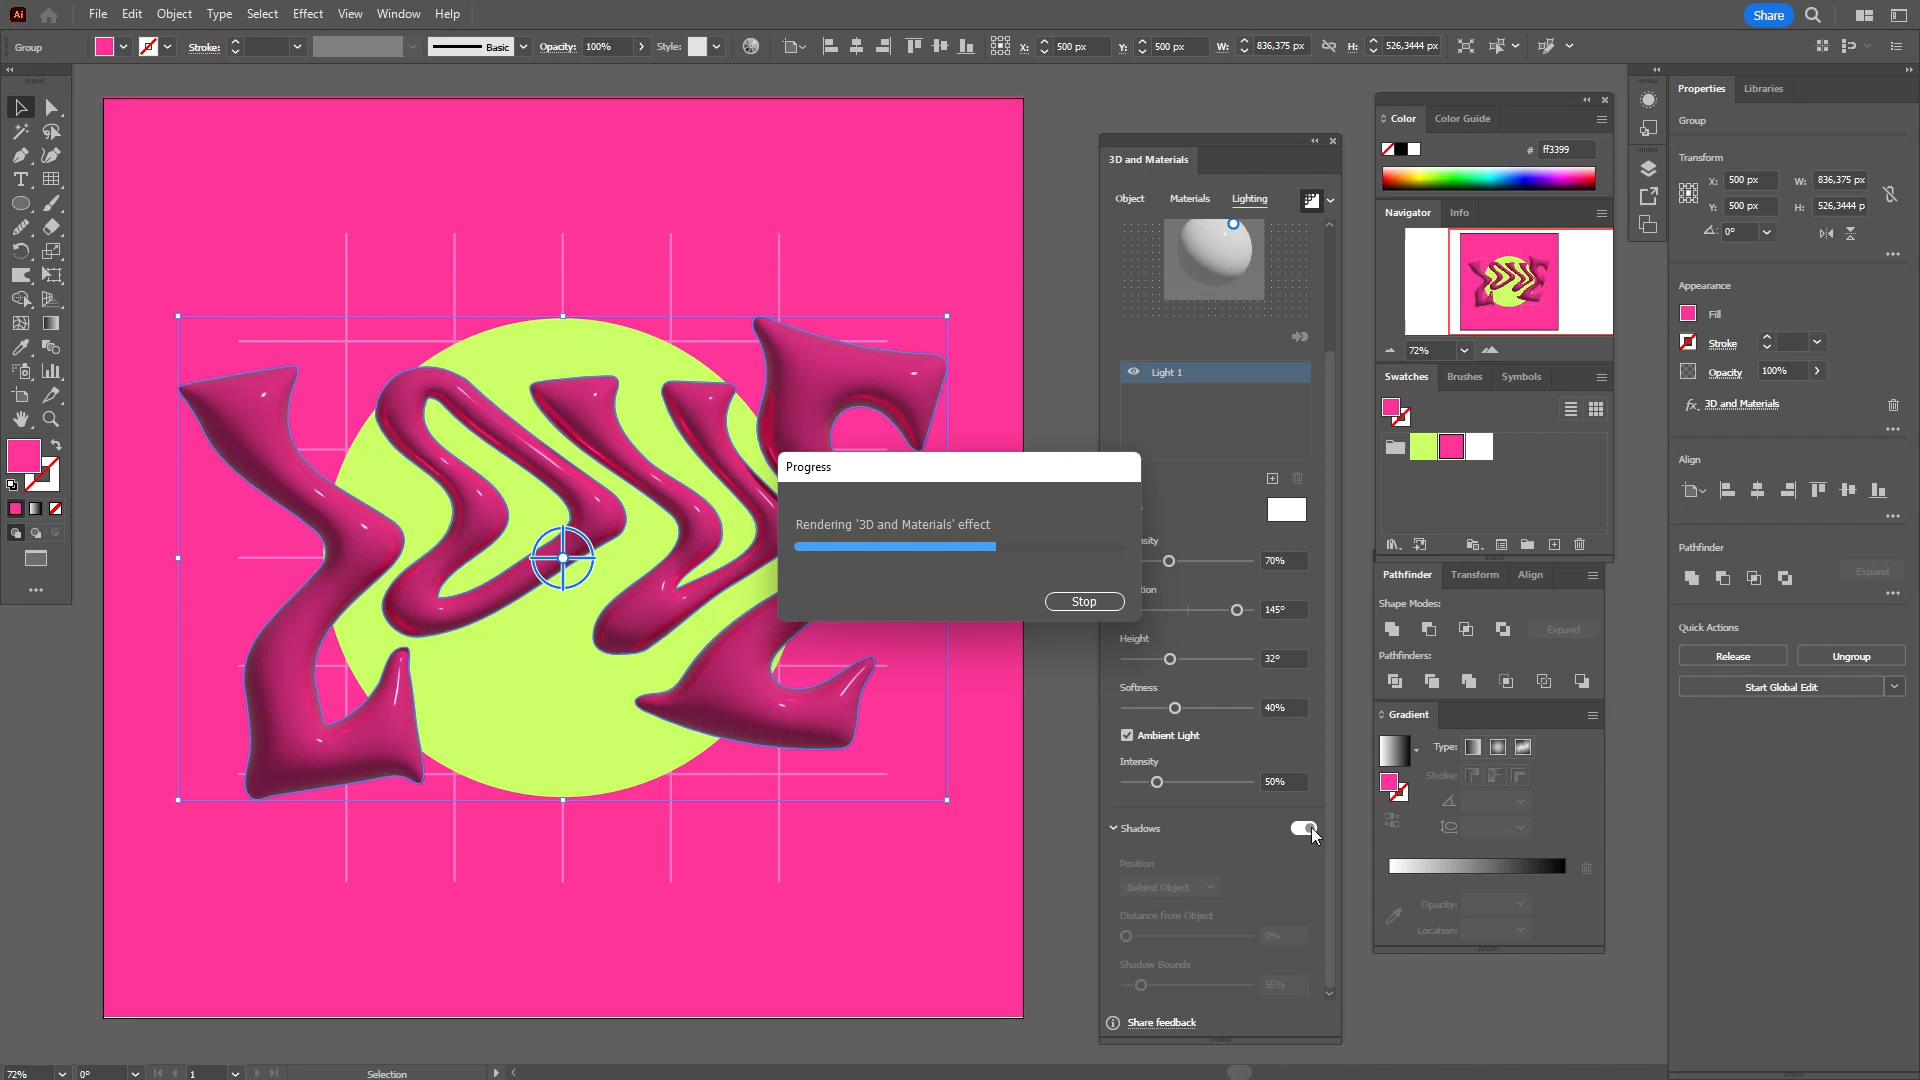 Ai File Edit Object Type Select Effect View Window Help Share
Group Stroke: Basic Opacity: 100% Style: X: 500 px Y: 500 px W: 836,375 px H: 526,3444 px
3D and Materials
Object Materials Lighting
Light 1
70%
145°
Height
32°
Softness
40%
Ambient Light
Intensity
50%
Shadows
Position
Behind Object
Distance from Object
0%
Shadow Bounds
56%
Share feedback
Progress
Rendering '3D and Materials' effect
Stop
Color Color Guide
# ff3399
Navigator Info
72%
Swatches Brushes Symbols
Pathfinder Transform Align
Shape Modes:
Expand
Pathfinders:
Gradient
Type:
Stroke:
Opacity:
Location:
Properties Libraries
Group
Transform
X: 500 px W: 836,375 px
Y: 500 px H: 526,3444 p
0°
Appearance
Fill
Stroke
Opacity 100%
fx 3D and Materials
Align
Pathfinder
Expand
Quick Actions
Release Ungroup
Start Global Edit
72% 0° 1 Selection